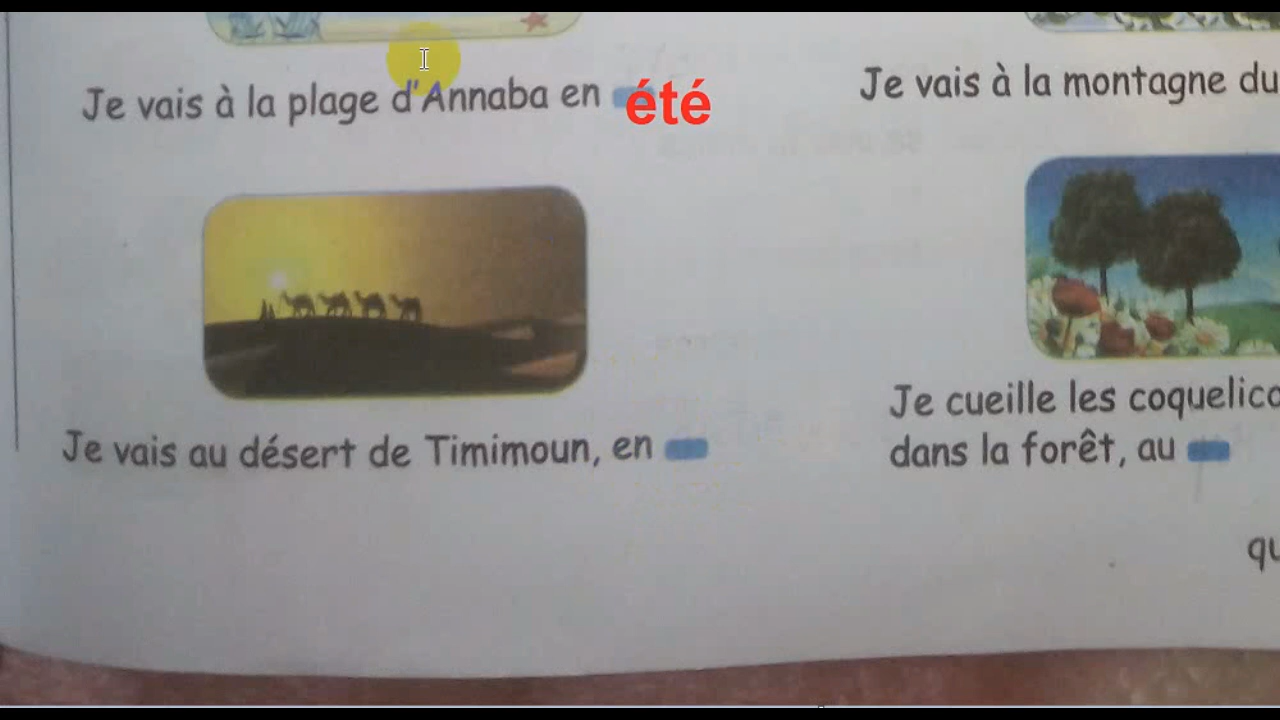 Je vais à la plage d'Annaba en été
Je vais à la montagne du
Je vais au désert de Timimoun, en
Je cueille les coquelico
dans la forêt, au
qu